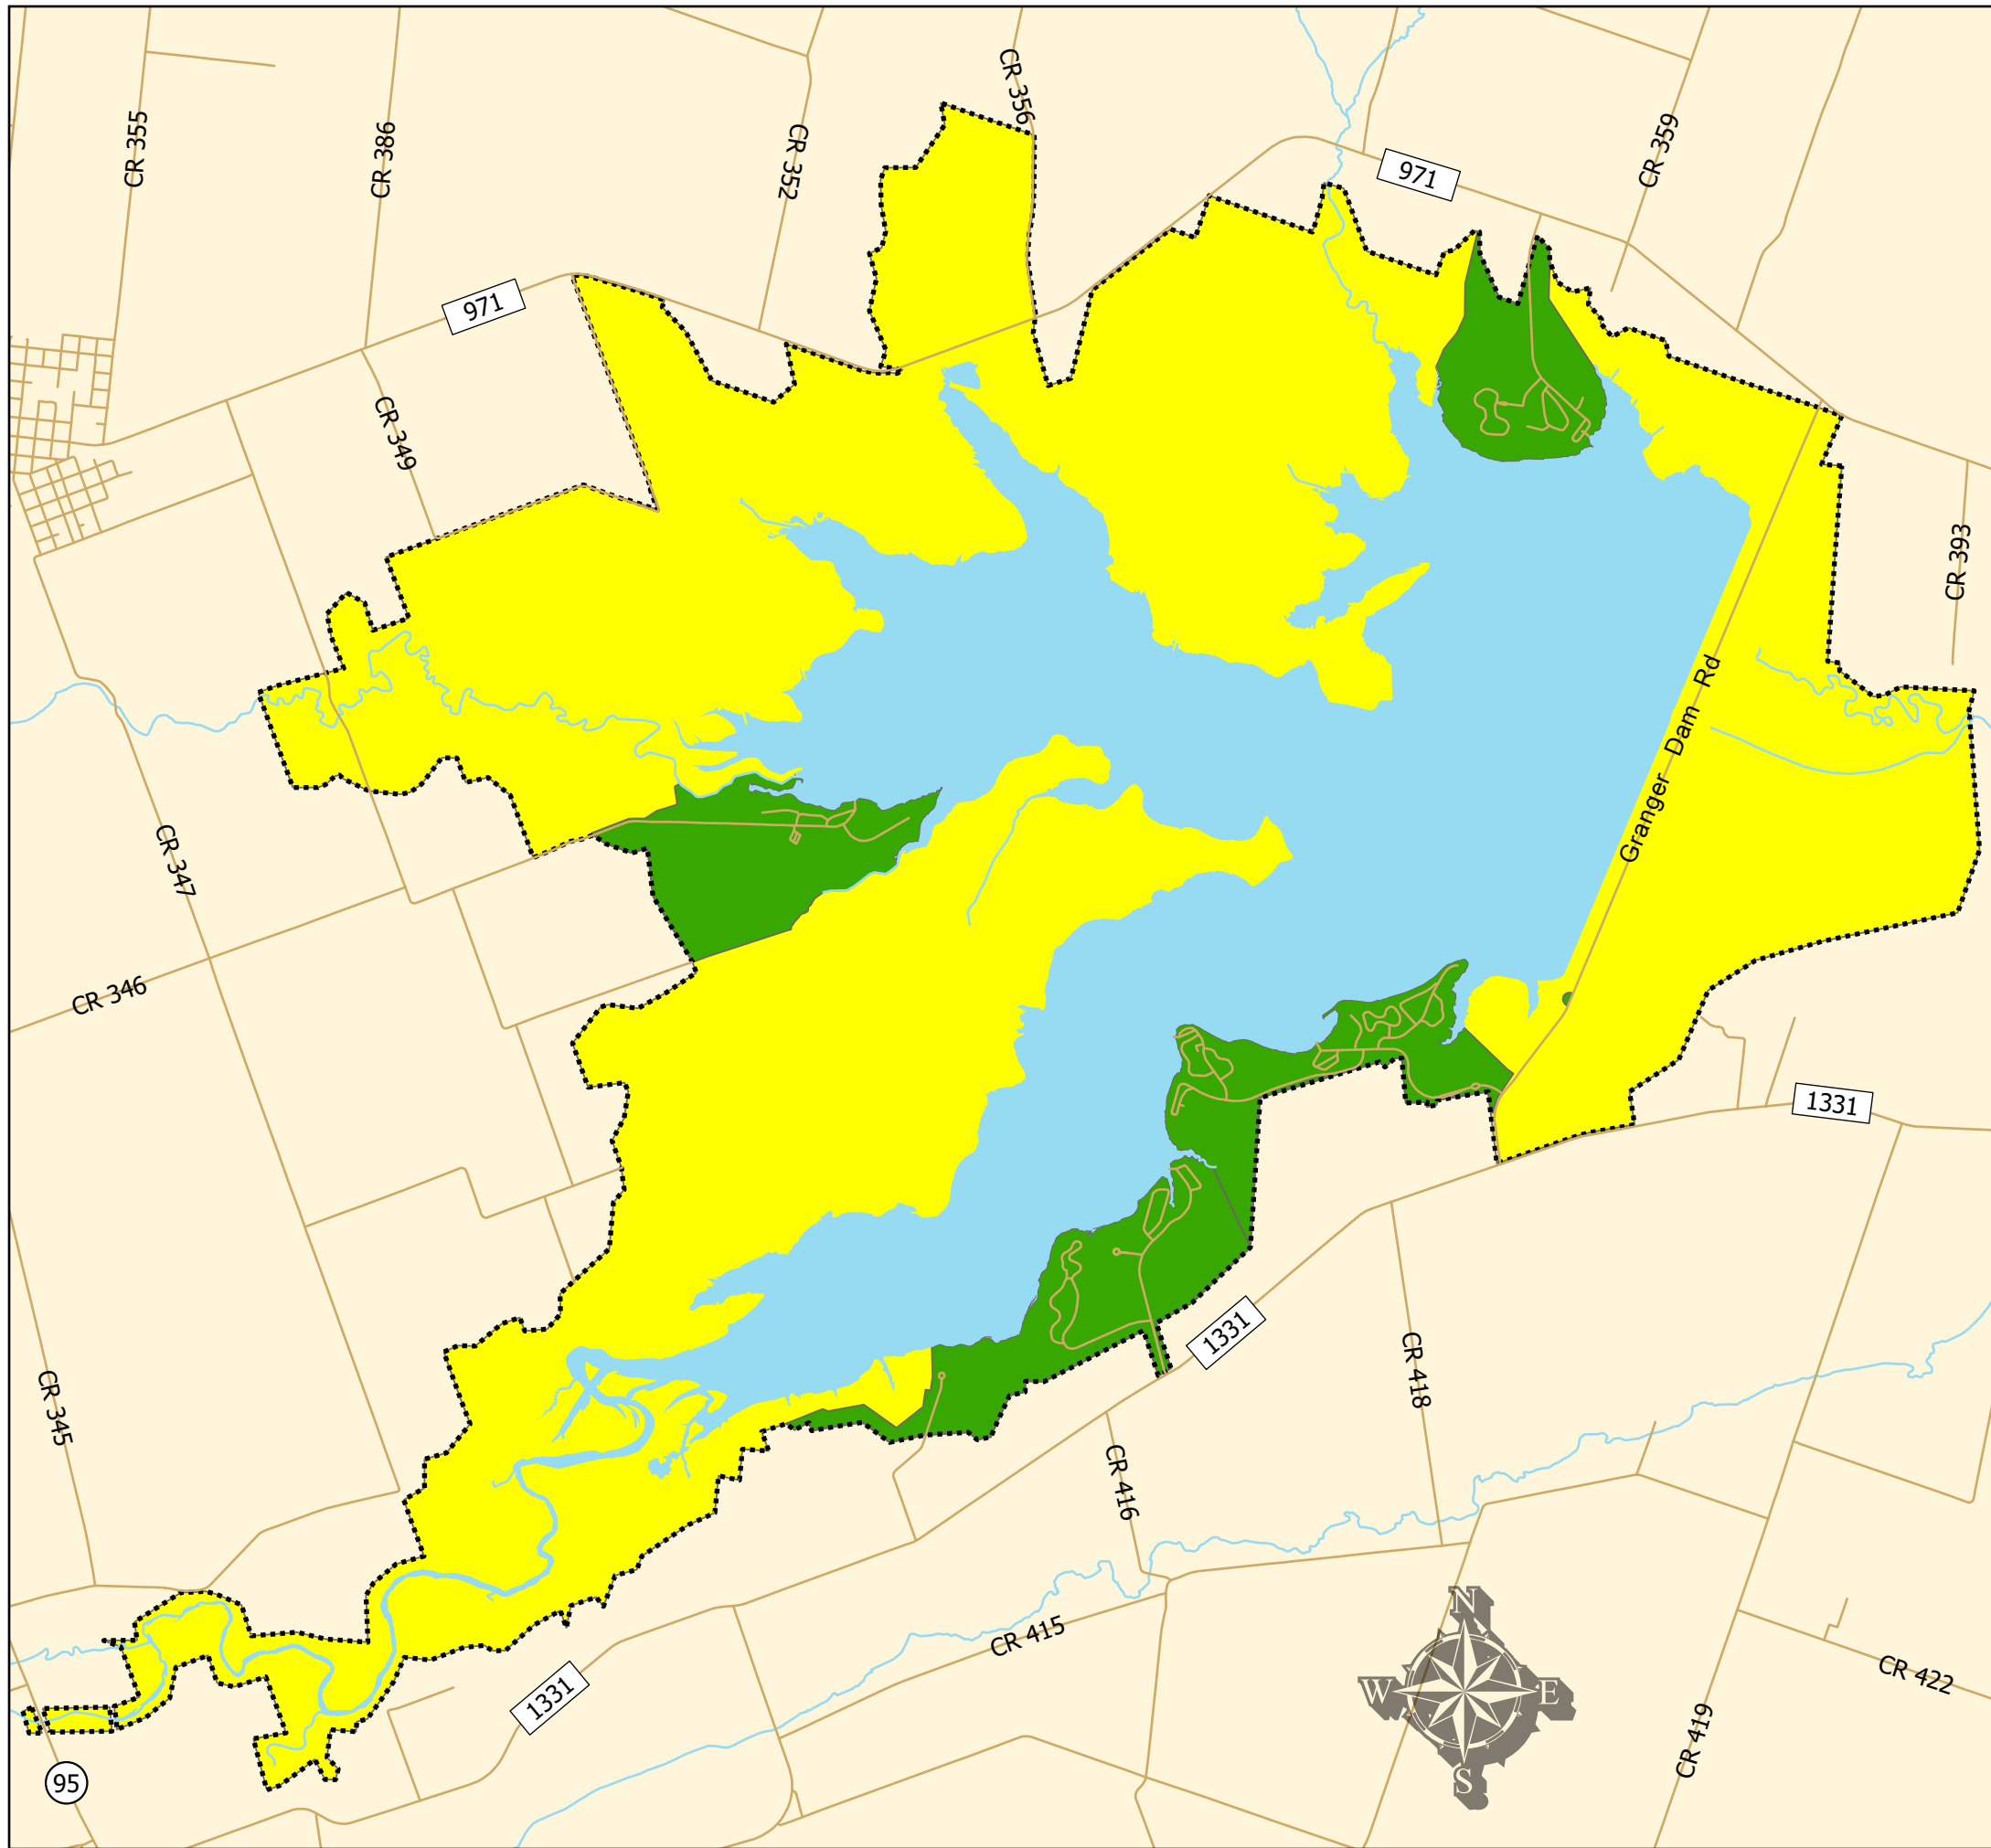 CR 356
CR 355
CR 386
CR 352
CR 359
971
971
CR 349
CR 393
Granger Dam Rd
CR 347
CR 346
1331
1331
CR 418
CR 345
CR 416
CR 415
1331
CR 422
CR 419
95
N
W E
S